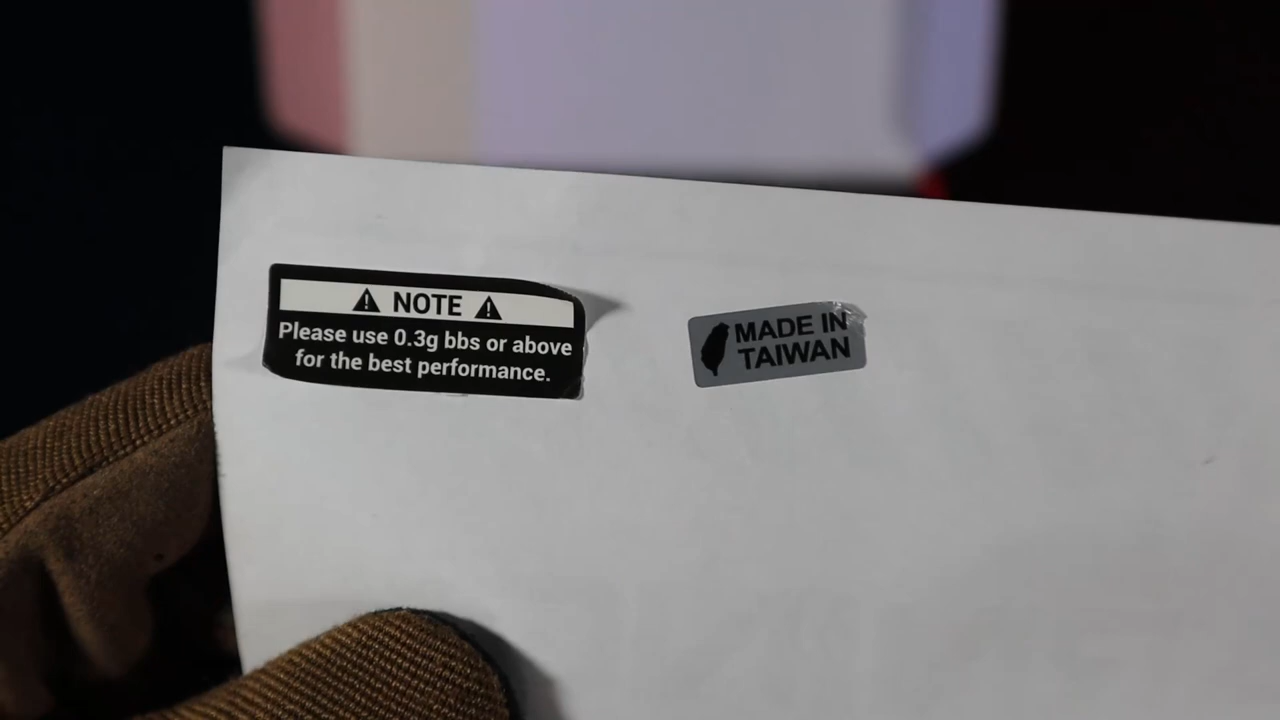 NOTE
Please use 0.3g bbs or above
for the best performance.
MADE IN
TAIWAN